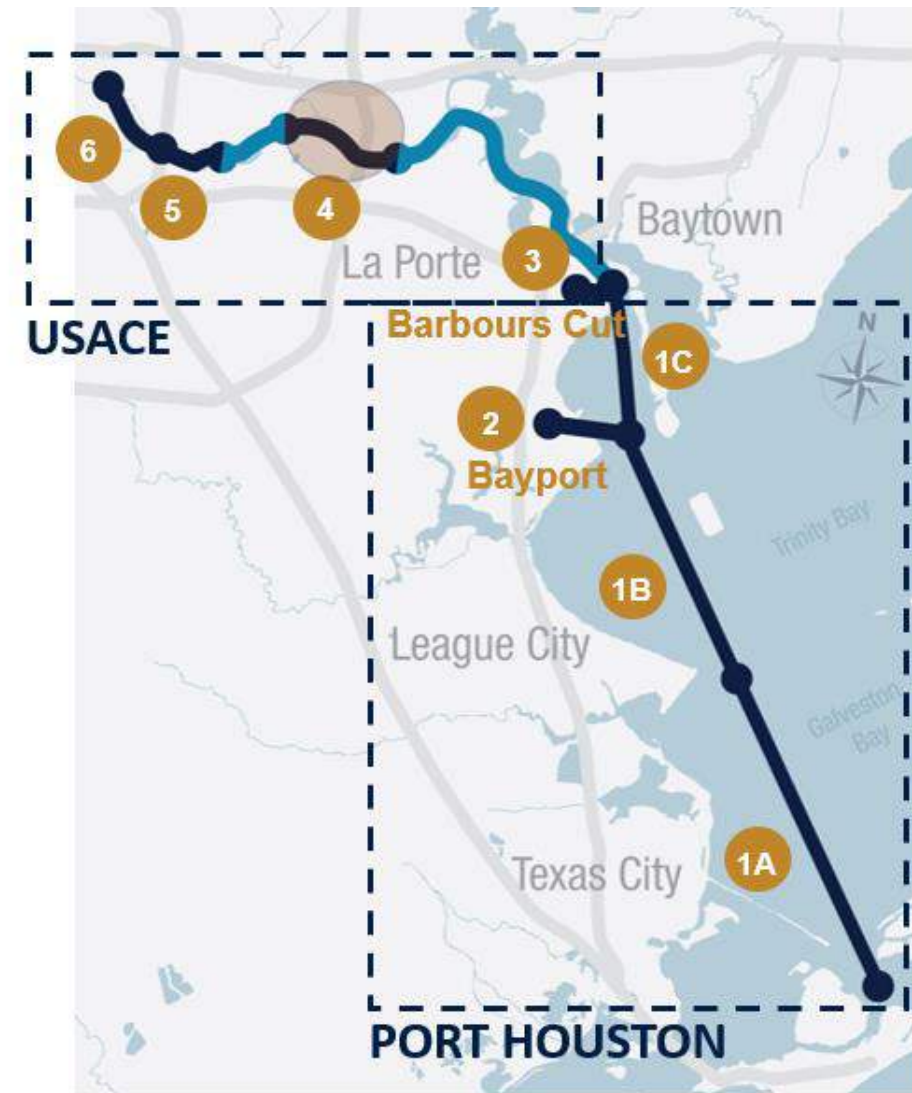 6
5
4
3
Baytown
La Porte
USACE
Barbours Cut
N
1C
2
Bayport
Trinity Bay
1B
League City
Galveston
Bay
1A
Texas City
PORT HOUSTON